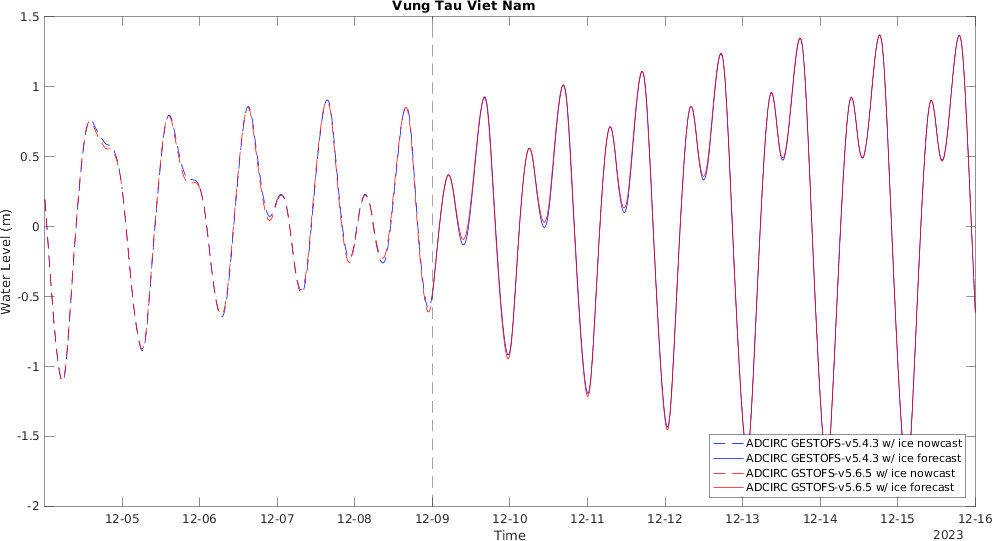 Vung Tau Viet Nam
1.5
1
0.5
0
-0.5
-1
-1.5
-2
Water Level (m)
ADCIRC GESTOFS-v5.4.3 w/ ice nowcast
ADCIRC GESTOFS-v5.4.3 w/ ice forecast
ADCIRC GSTOFS-v5.6.5 w/ ice nowcast
ADCIRC GSTOFS-v5.6.5 w/ ice forecast
12-05 12-06 12-07 12-08 12-09 12-10 12-11 12-12 12-13 12-14 12-15 12-16
Time
2023